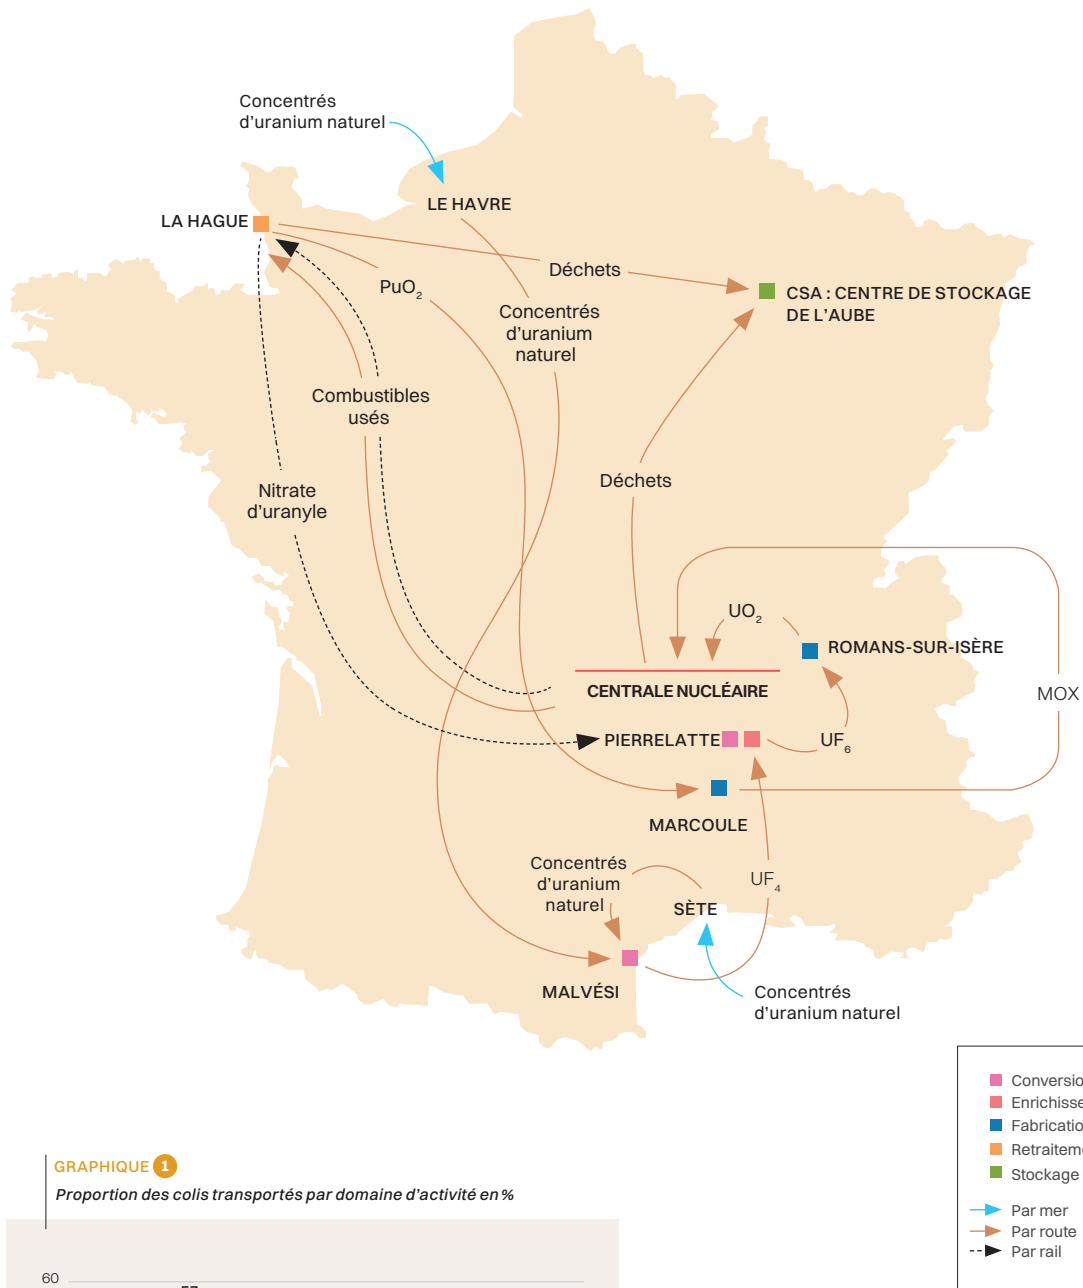 Concentrés
d'uranium naturel
LE HAVRE
LA HAGUE
Déchets
PuO₂
CSA : CENTRE DE STOCKAGE
DE L'AUBE
Concentrés
d'uranium
naturel
Combustibles
usés
Déchets
Nitrate
d'uranyle
UO₂
ROMANS-SUR-ISÈRE
CENTRALE NUCLÉAIRE
MOX
PIERRELATTE
UF₆
MARCOULE
Concentrés
d'uranium
naturel
UF₄
SÈTE
MALVÉSI
Concentrés
d'uranium naturel
Conversio
Enrichisse
Fabricatio
Retraiteme
Stockage
Par mer
Par route
Par rail
GRAPHIQUE 1
Proportion des colis transportés par domaine d'activité en %
60